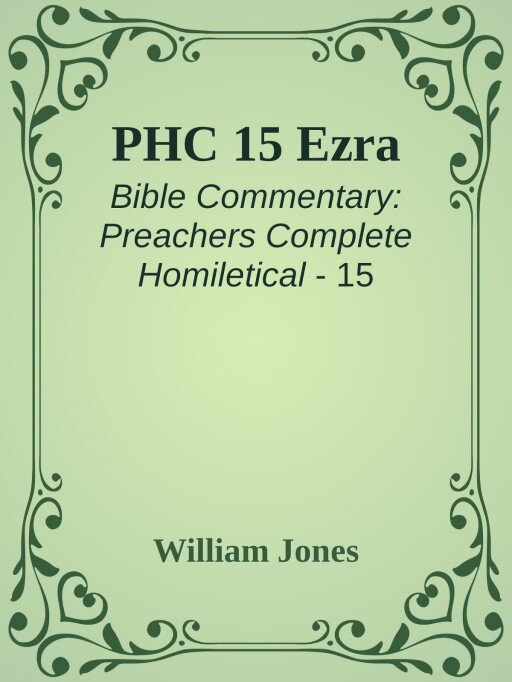 PHC 15 Ezra
Bible Commentary:
Preachers Complete
Homiletical - 15
William Jones